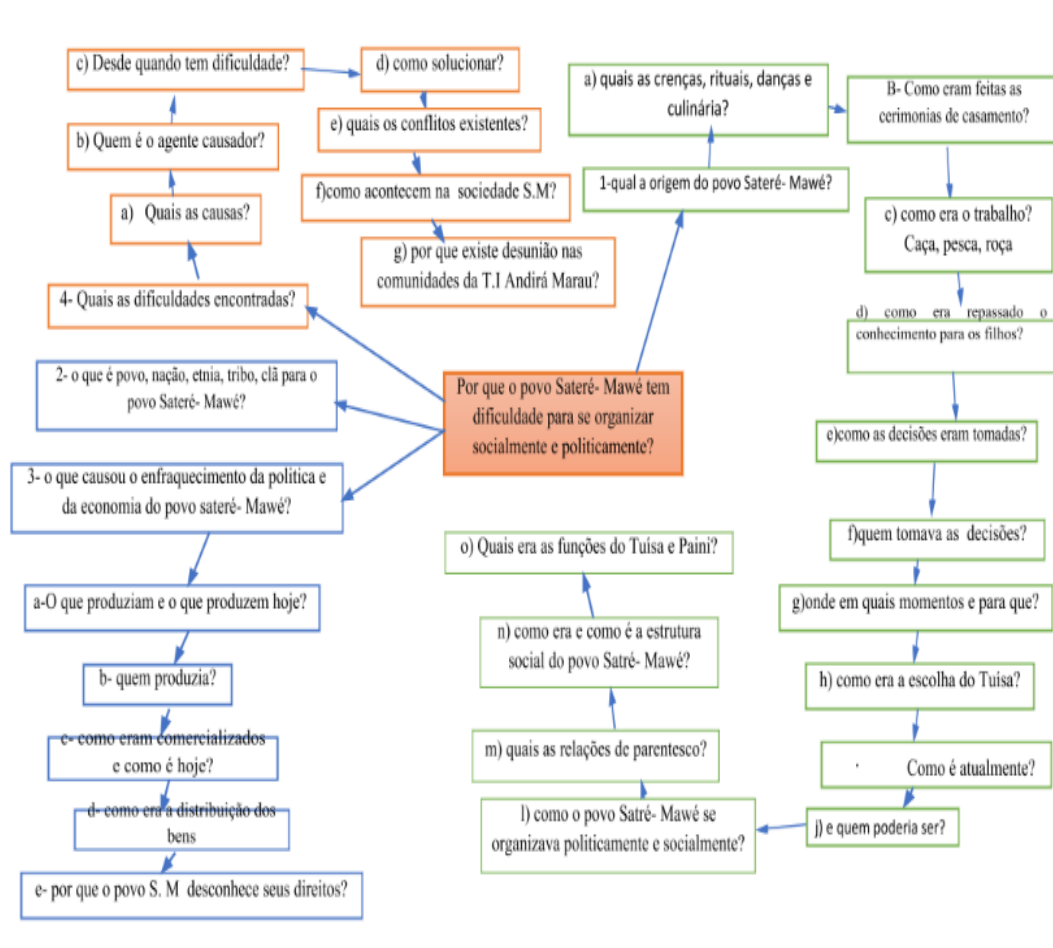 Por que o povo Sateré- Mawé tem
dificuldade para se organizar
socialmente e politicamente?
1-qual a origem do povo Sateré- Mawé?
a) quais as crenças, rituais, danças e
culinária?
B- Como eram feitas as
cerimonias de casamento?
c) como era o trabalho?
Caça, pesca, roça
d) como era repassado o
conhecimento para os filhos?
e)como as decisões eram tomadas?
f)quem tomava as decisões?
g)onde em quais momentos e para que?
h) como era a escolha do Tuisa?
. Como é atualmente?
j) e quem poderia ser?
l) como o povo Satré- Mawé se
organizava politicamente e socialmente?
m) quais as relações de parentesco?
n) como era e como é a estrutura
social do povo Satré- Mawé?
o) Quais era as funções do Tuísa e Paini?
2- o que é povo, nação, etnia, tribo, clã para o
povo Sateré- Mawé?
3- o que causou o enfraquecimento da politica e
da economia do povo sateré- Mawé?
a-O que produziam e o que produzem hoje?
b- quem produzia?
c- como eram comercializados
e como é hoje?
d- como era a distribuição dos
bens
e- por que o povo S. M desconhece seus direitos?
4- Quais as dificuldades encontradas?
a) Quais as causas?
b) Quem é o agente causador?
c) Desde quando tem dificuldade?
d) como solucionar?
e) quais os conflitos existentes?
f)como acontecem na sociedade S.M?
g) por que existe desunião nas
comunidades da T.I Andirá Marau?